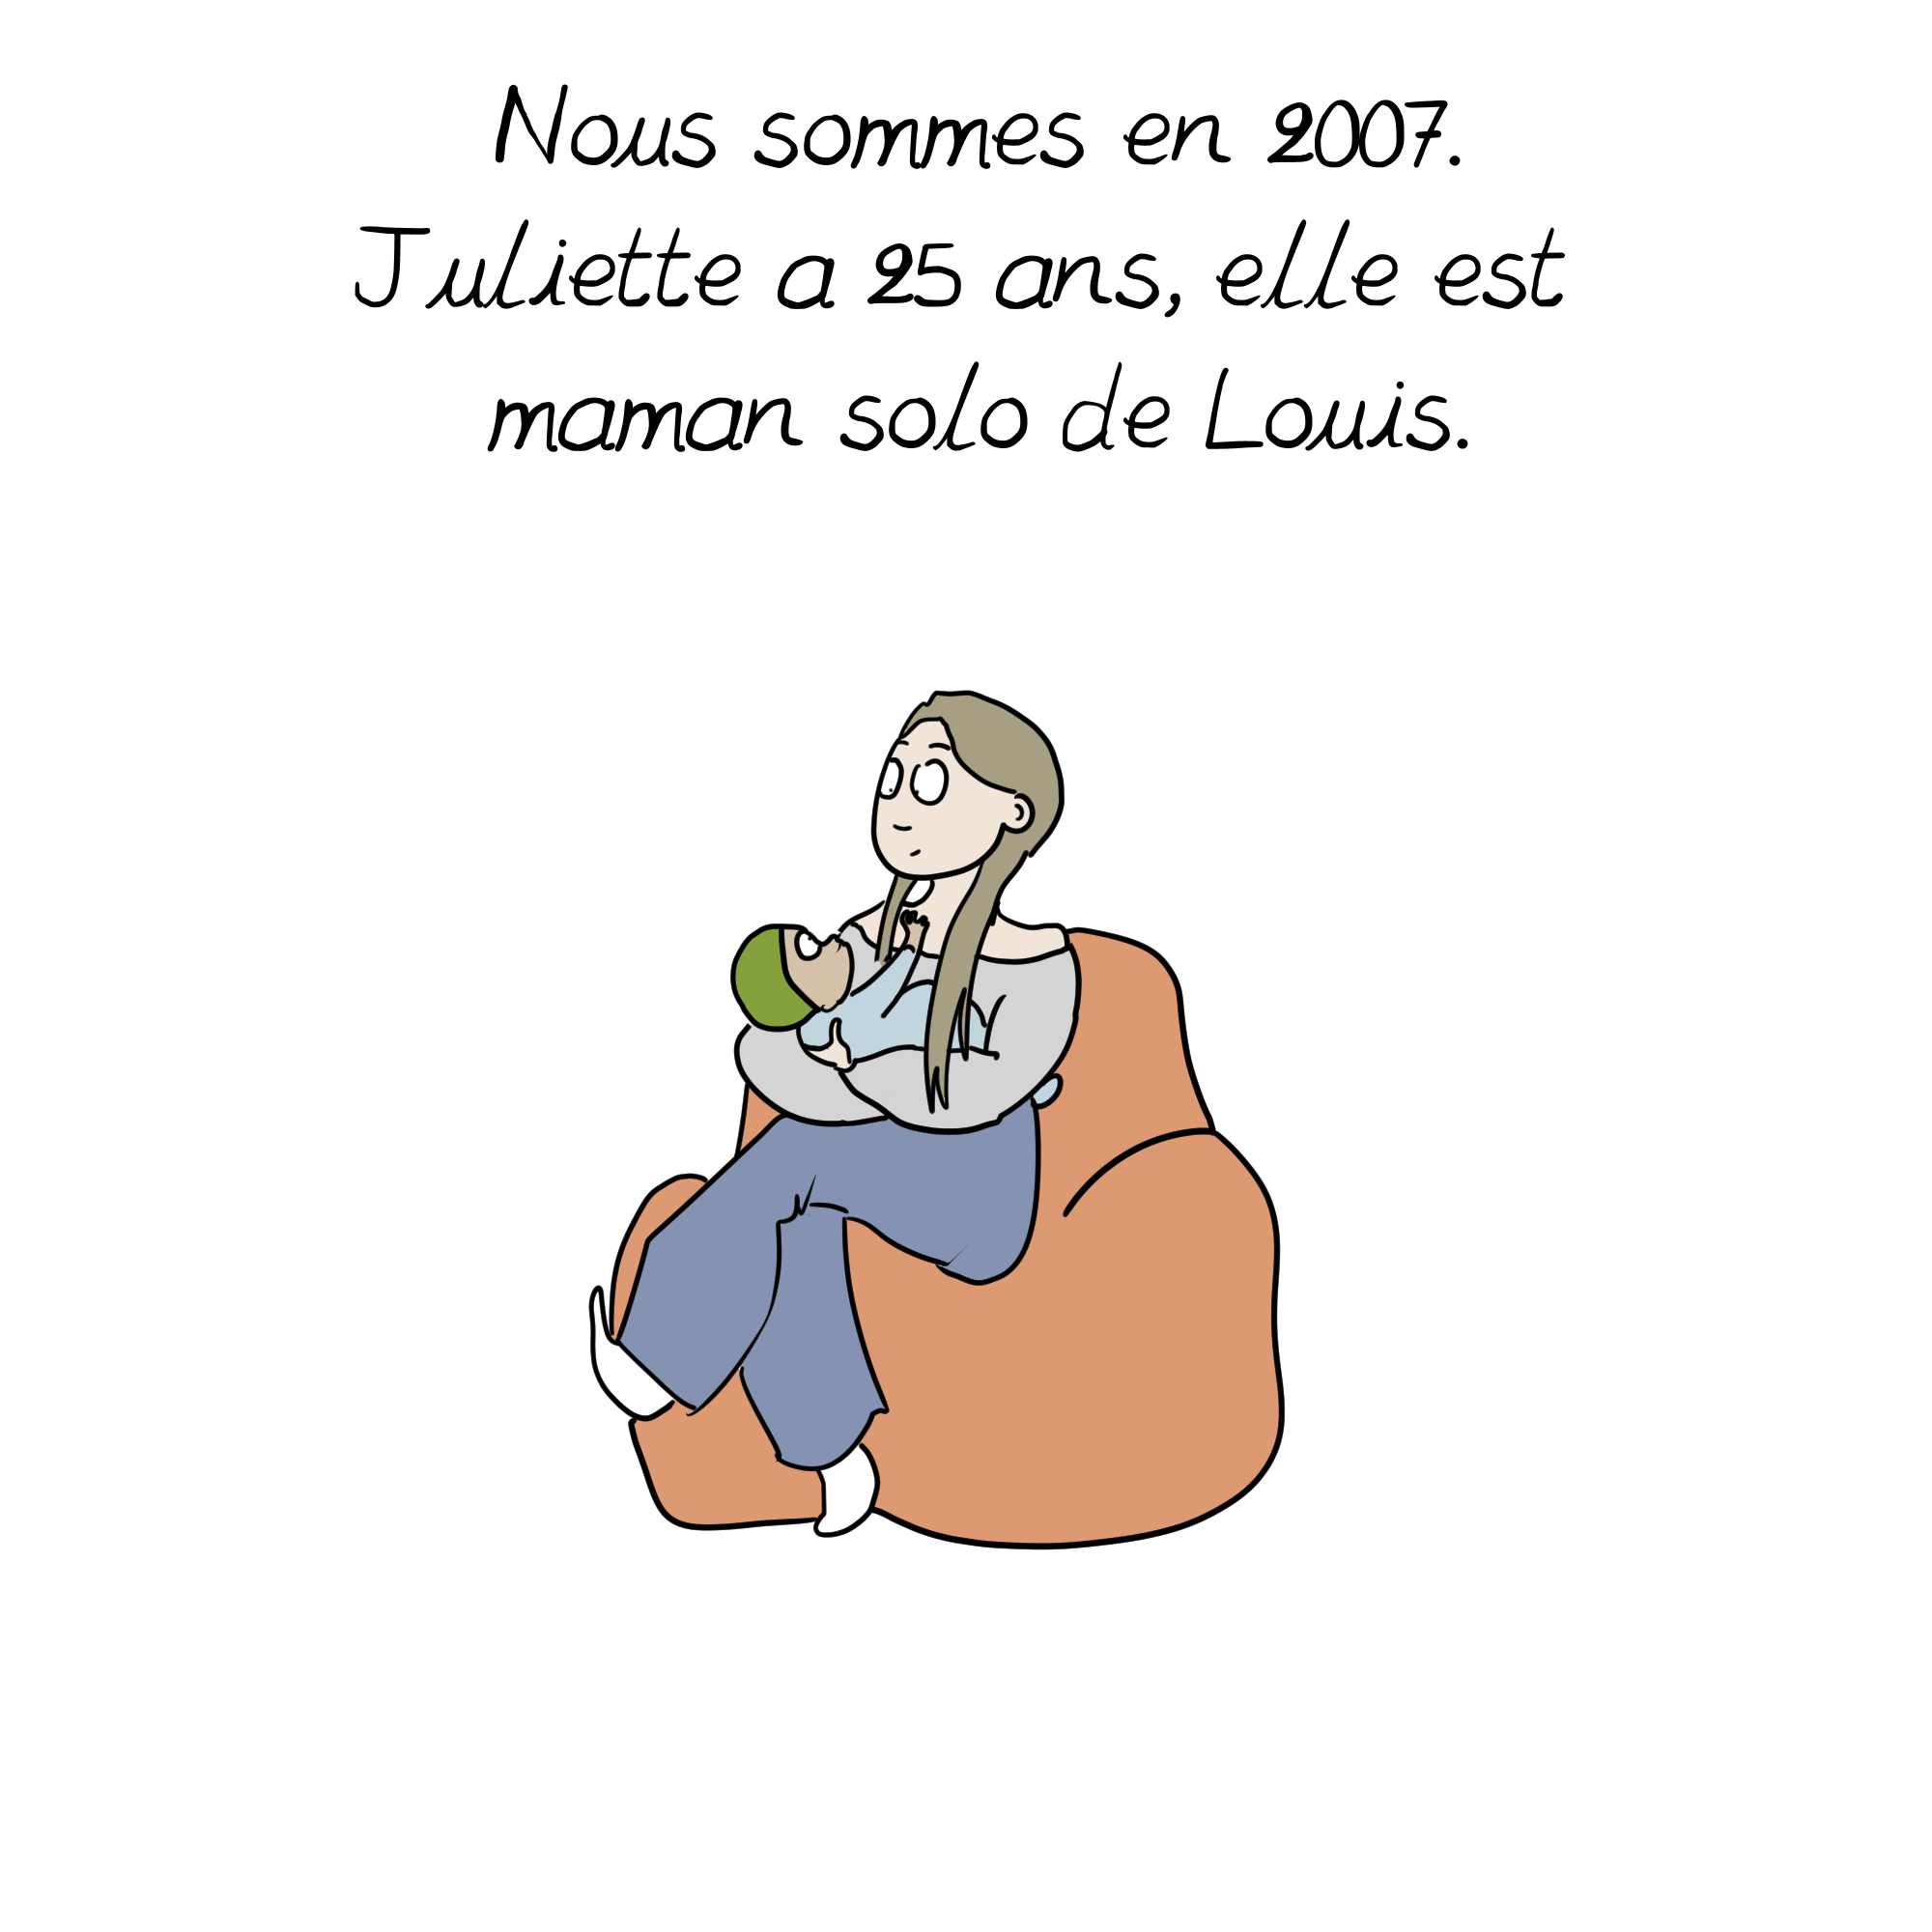 Nous sommes en 2007.
Juliette a 25 ans, elle est
maman solo de Louis.